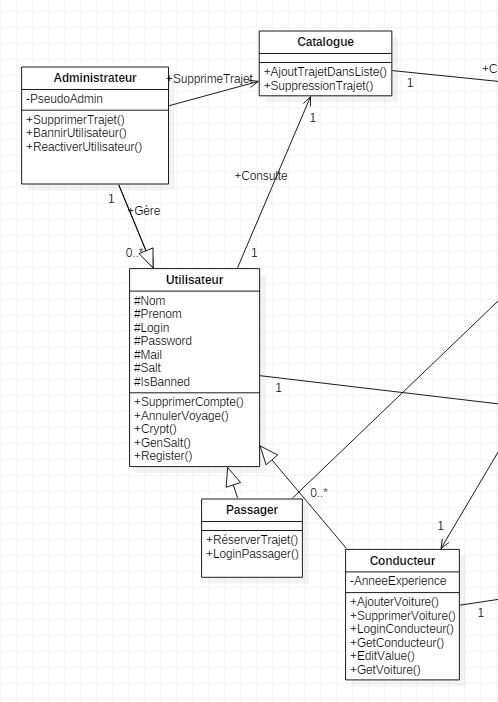 Catalogue
+AjoutTrajetDansListe()
+SuppressionTrajet()
+C
1
Administrateur
-PseudoAdmin
+SupprimerTrajet()
+BannirUtilisateur()
+ReactiverUtilisateur()
+SupprimeTrajet
1
+Consulte
1
1
+Gère
0..*
Utilisateur
#Nom
#Prenom
#Login
#Password
#Mail
#Salt
#IsBanned
+SupprimerCompte()
+AnnulerVoyage()
+Crypt()
+GenSalt()
+Register()
1
0..*
Passager
+RéserverTrajet()
+LoginPassager()
1
Conducteur
-AnneeExperience
+AjouterVoiture()
+SupprimerVoiture()
+LoginConducteur()
+GetConducteur()
+EditValue()
+GetVoiture()
1